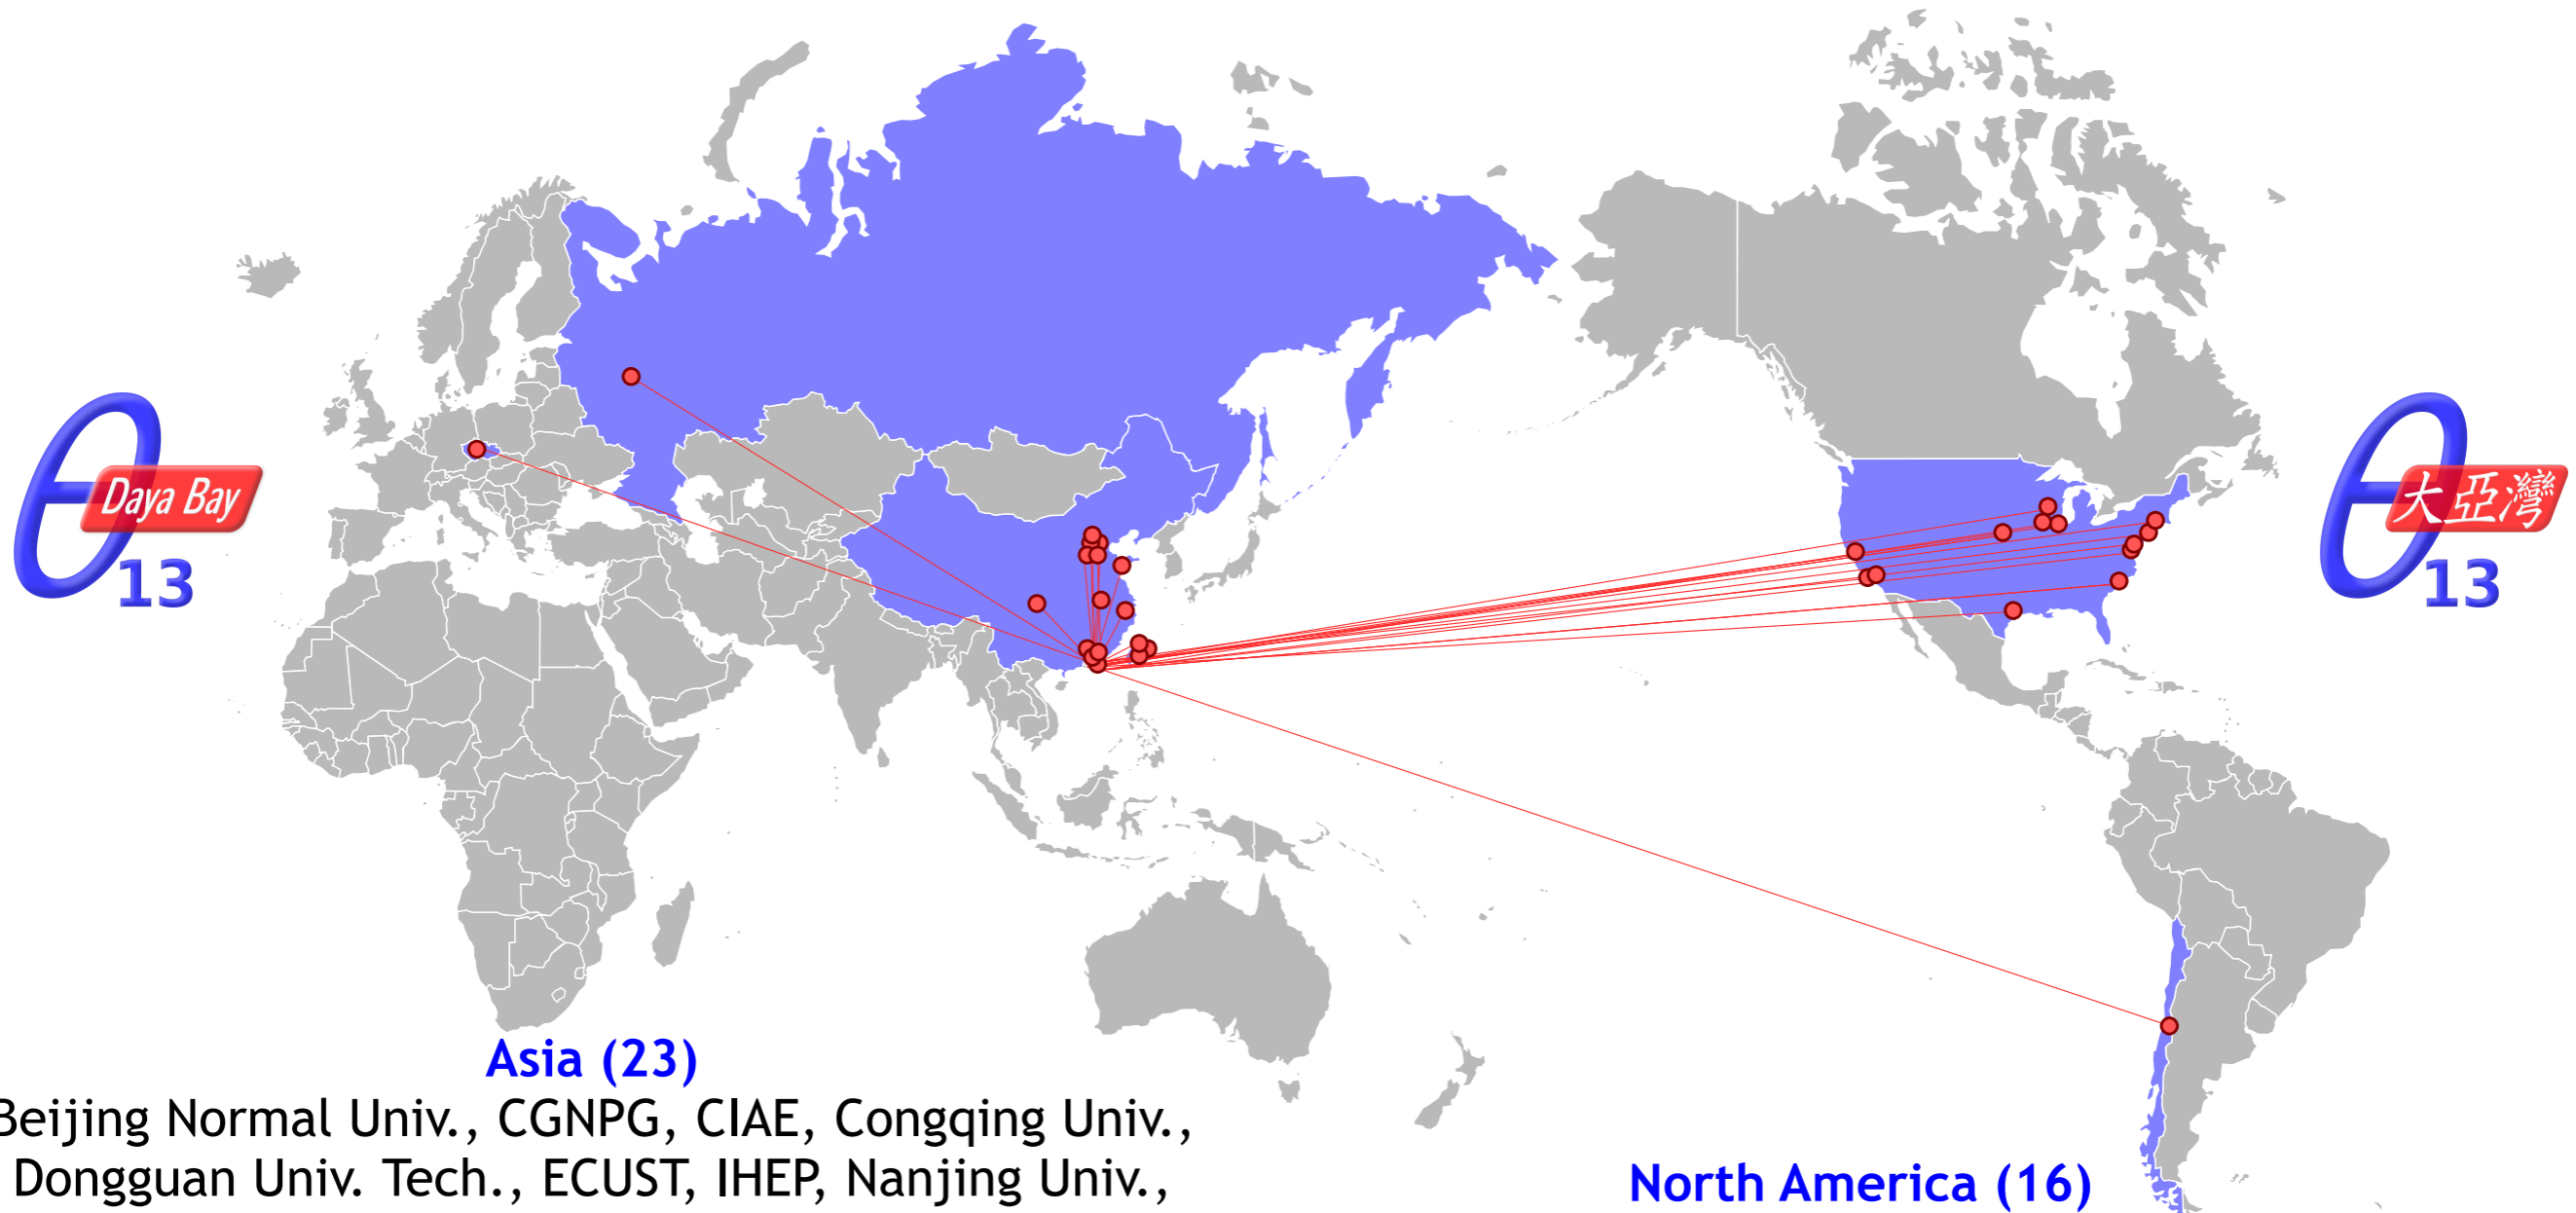 θ
Daya Bay
13
θ
大亞灣
13
Asia (23)
Beijing Normal Univ., CGNPG, CIAE, Congqing Univ.,
Dongguan Univ. Tech., ECUST, IHEP, Nanjing Univ.,
North America (16)